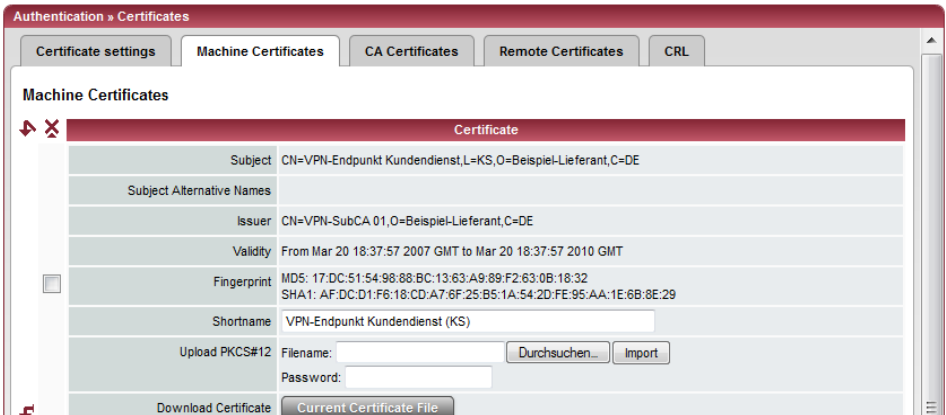 Authentication » Certificates
Certificate settings Machine Certificates CA Certificates Remote Certificates CRL
Machine Certificates
Certificate
Subject CN=VPN-Endpunkt Kundendienst,L=KS,O=Beispiel-Lieferant,C=DE
Subject Alternative Names
Issuer CN=VPN-SubCA 01,O=Beispiel-Lieferant,C=DE
Validity From Mar 20 18:37:57 2007 GMT to Mar 20 18:37:57 2010 GMT
Fingerprint MD5: 17:DC:51:54:98:88:BC:13:63:A9:89:F2:63:0B:18:32
SHA1: AF:DC:D1:F6:18:CD:A7:6F:25:B5:1A:54:2D:FE:95:AA:1E:6B:8E:29
Shortname VPN-Endpunkt Kundendienst (KS)
Upload PKCS#12 Filename: Durchsuchen... Import
Password:
Download Certificate Current Certificate File